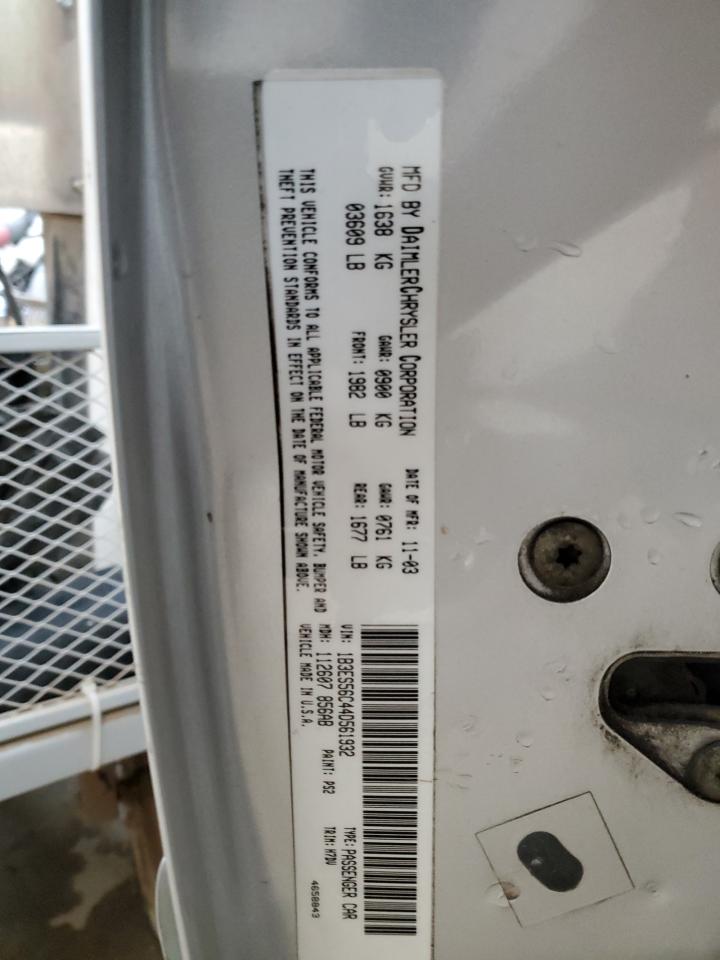 MFD BY DAIMLERCHRYSLER CORPORATION DATE OF MFR: 11-03
GVWR: 1638 KG GAWR: 0900 KG GAWR: 0761 KG
03609 LB FRONT: 1982 LB REAR: 1677 LB
THIS VEHICLE CONFORMS TO ALL APPLICABLE FEDERAL MOTOR VEHICLE SAFETY, BUMPER AND
THEFT PREVENTION STANDARDS IN EFFECT ON THE DATE OF MANUFACTURE SHOWN ABOVE.
VIN: 1B3ES56C44D561932 TYPE: PASSENGER CAR
MDH: 112607 856AB PAINT: PS2 TRIM: M7DV
VEHICLE MADE IN U.S.A. 4658843